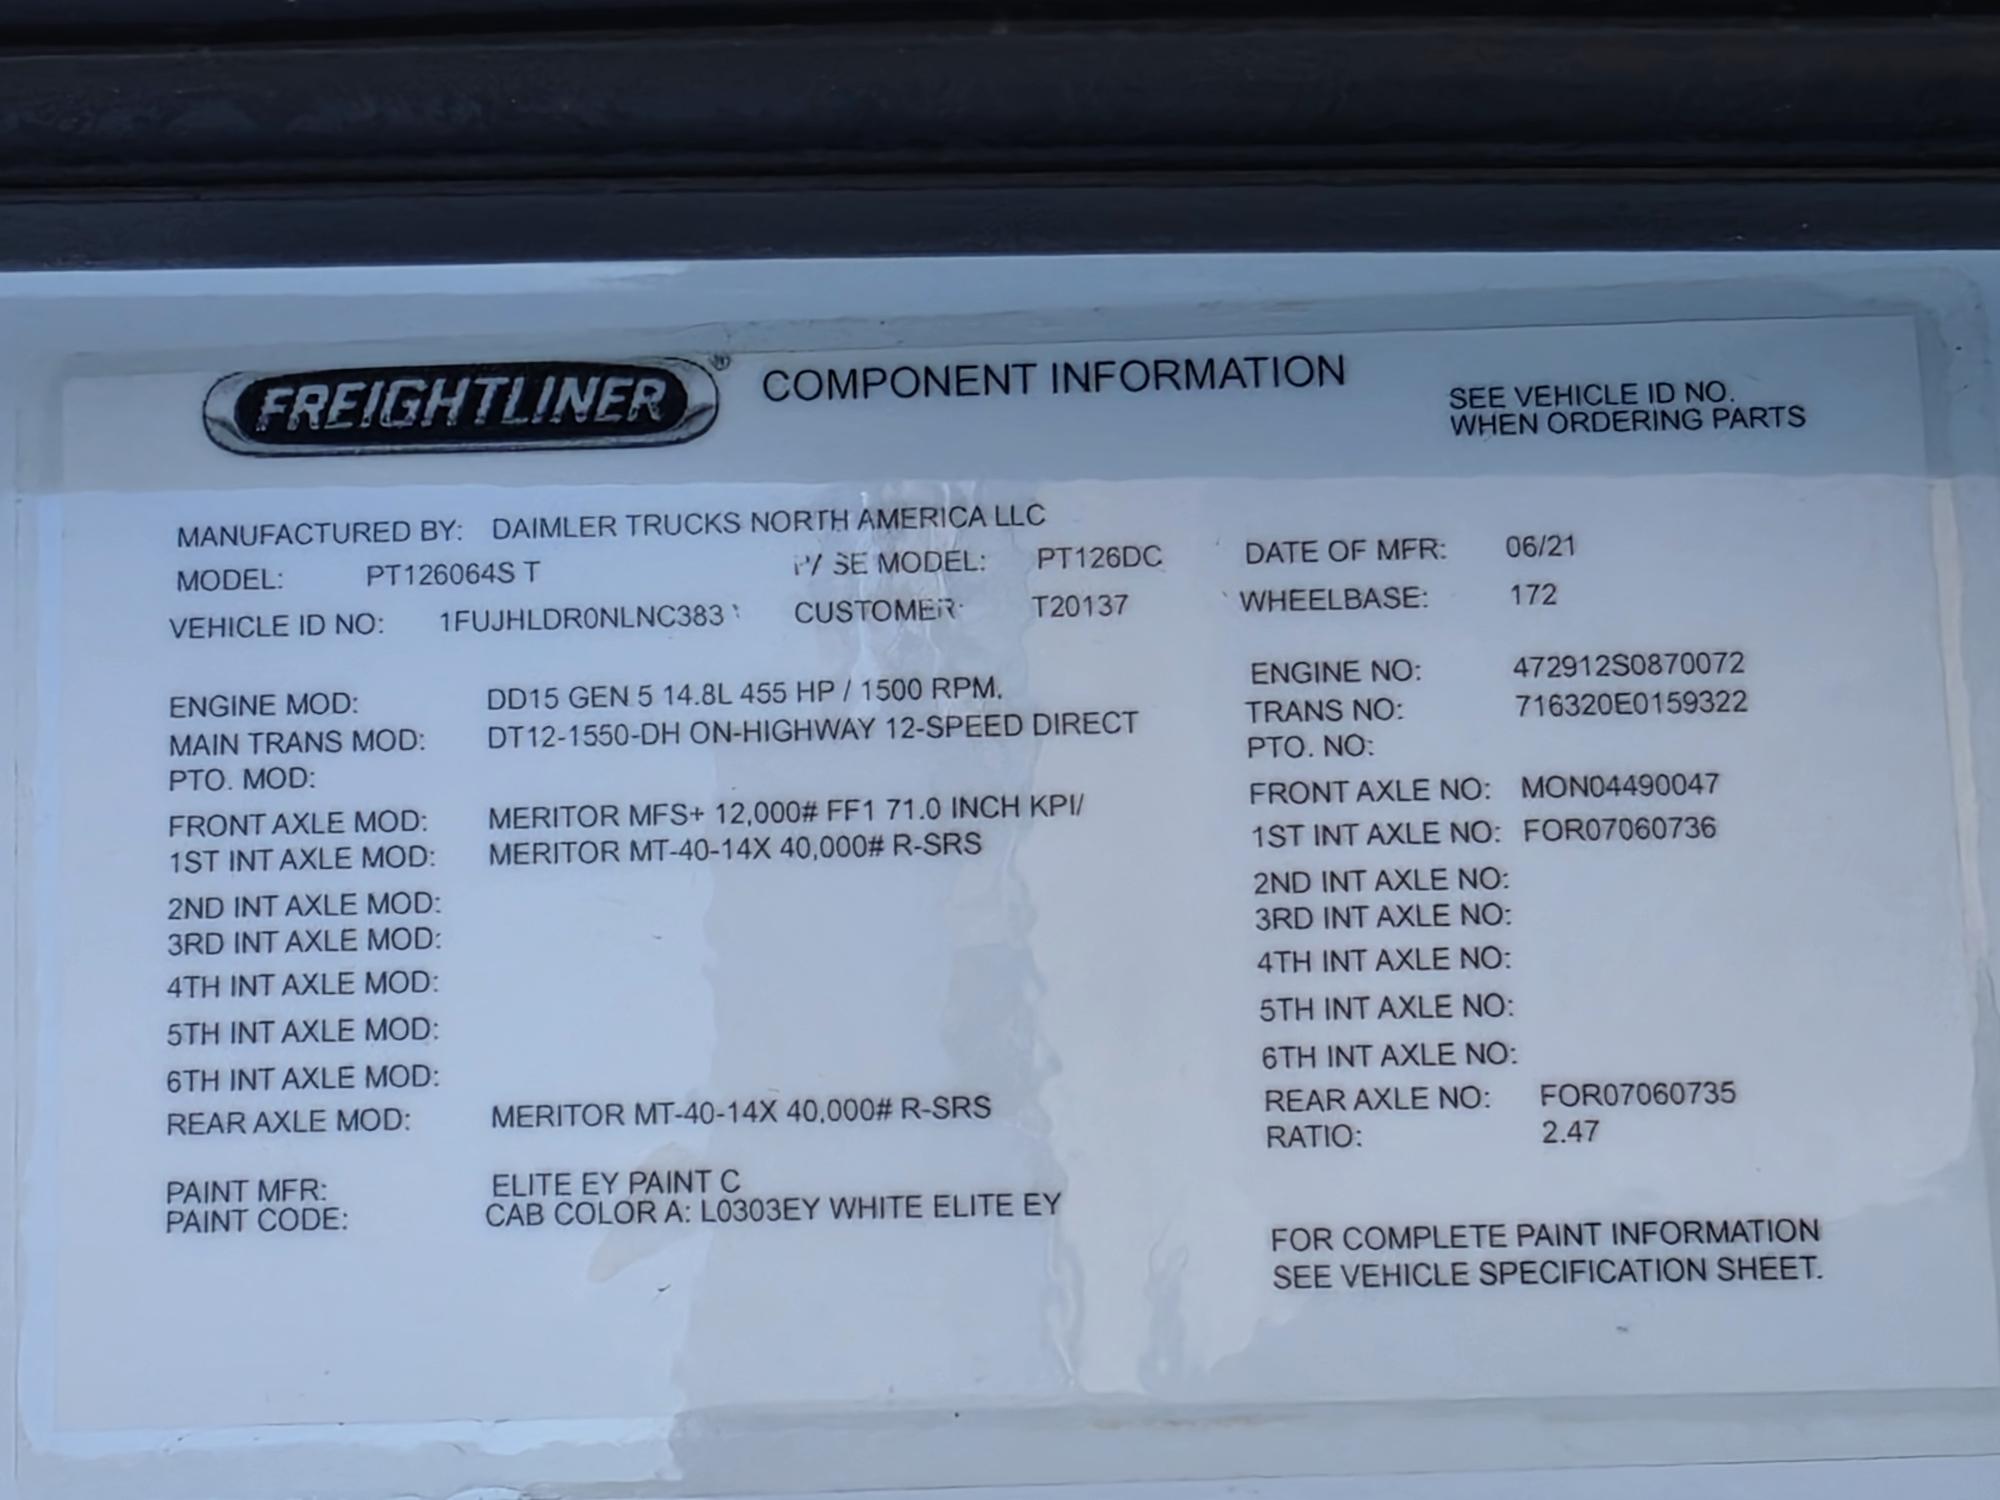 FREIGHTLINER® COMPONENT INFORMATION
SEE VEHICLE ID NO.
WHEN ORDERING PARTS
MANUFACTURED BY: DAIMLER TRUCKS NORTH AMERICA LLC
MODEL: PT126064S T MODEL: PT126DC DATE OF MFR: 06/21
VEHICLE ID NO: CUSTOMER: T20137 WHEELBASE: 172
ENGINE MOD: DD15 GEN 5 14.8L 455 HP / 1500 RPM. ENGINE NO: 472912S0870072
MAIN TRANS MOD: DT12-1550-DH ON-HIGHWAY 12-SPEED DIRECT TRANS NO: 716320E0159322
PTO. MOD: PTO. NO:
FRONT AXLE MOD: MERITOR MFS+ 12,000# FF1 71.0 INCH KPI/ FRONT AXLE NO: MON04490047
1ST INT AXLE MOD: MERITOR MT-40-14X 40,000# R-SRS 1ST INT AXLE NO: FOR07060736
2ND INT AXLE MOD: 2ND INT AXLE NO:
3RD INT AXLE MOD: 3RD INT AXLE NO:
4TH INT AXLE MOD: 4TH INT AXLE NO:
5TH INT AXLE MOD: 5TH INT AXLE NO:
6TH INT AXLE MOD: 6TH INT AXLE NO:
REAR AXLE MOD: MERITOR MT-40-14X 40,000# R-SRS REAR AXLE NO: FOR07060735
RATIO: 2.47
PAINT MFR: ELITE EY PAINT C
PAINT CODE: CAB COLOR A: L0303EY WHITE ELITE EY
FOR COMPLETE PAINT INFORMATION
SEE VEHICLE SPECIFICATION SHEET.